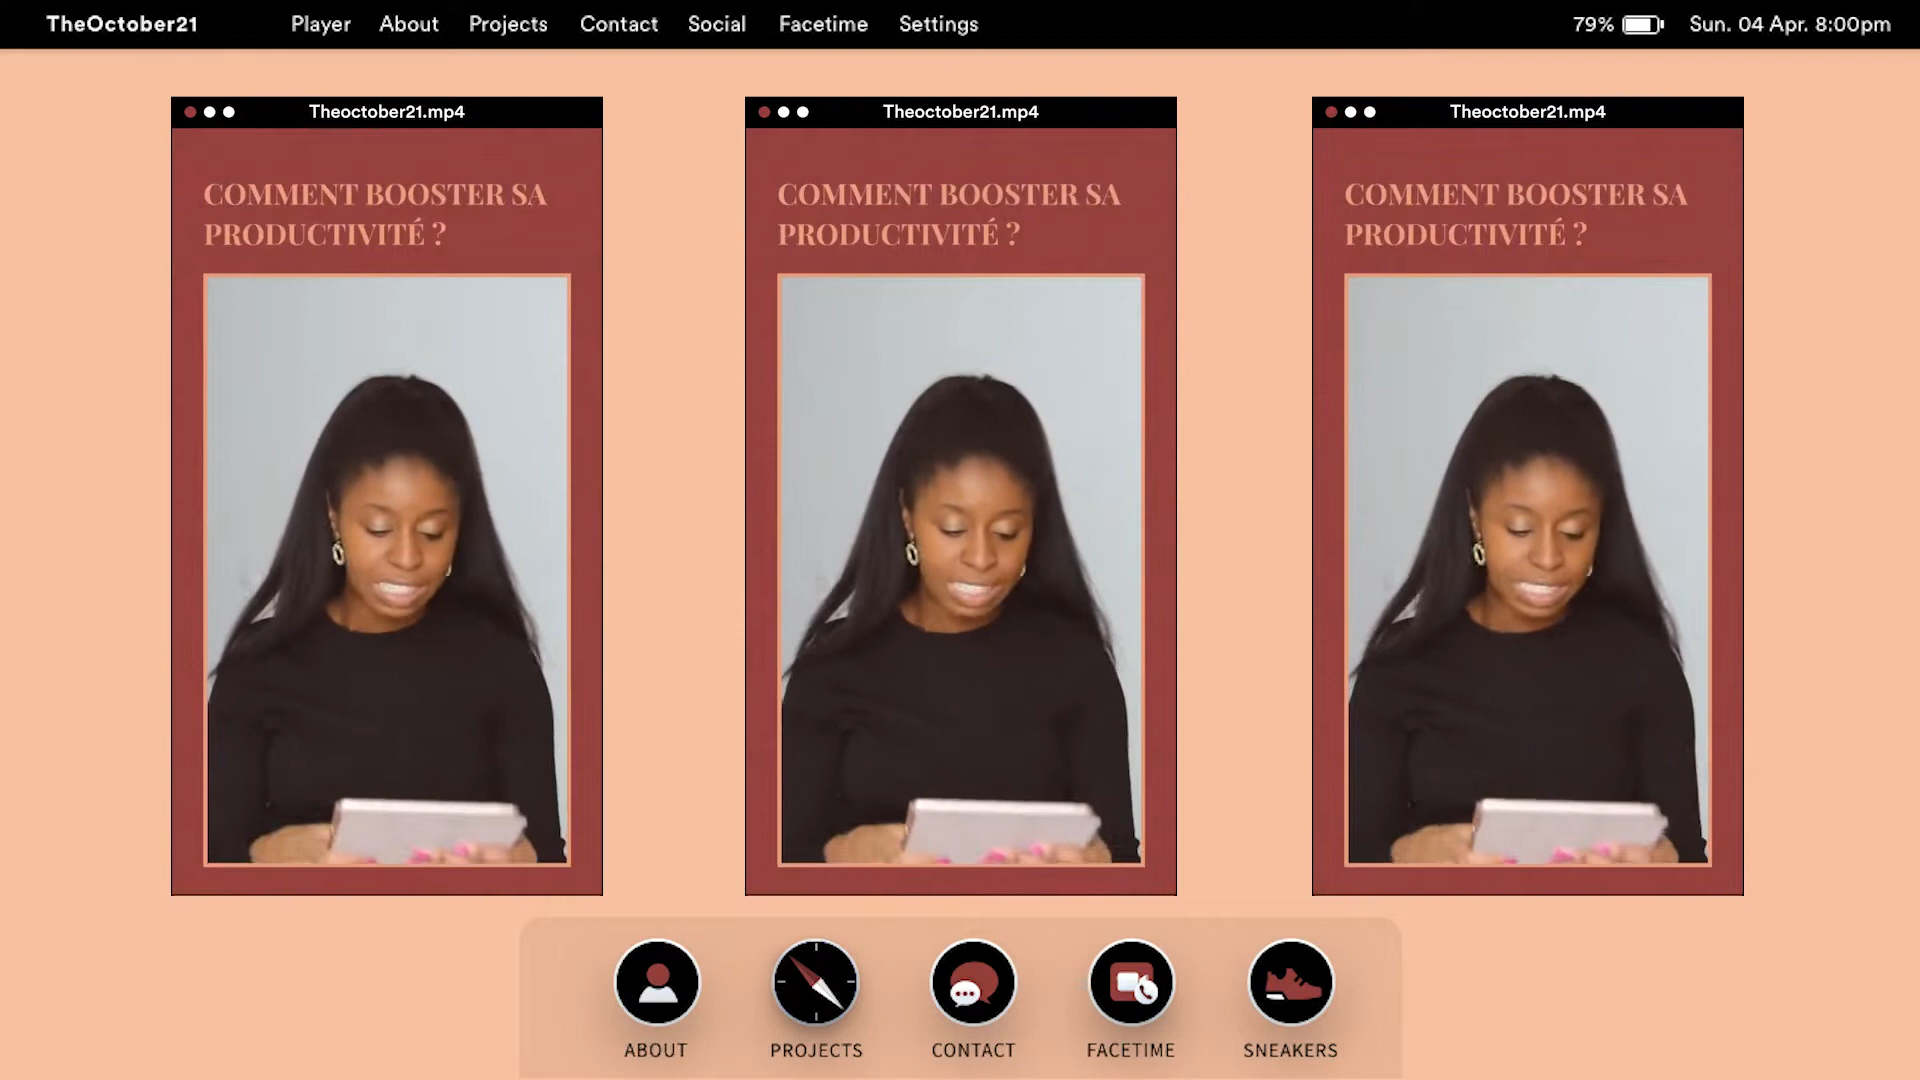 TheOctober21 Player About Projects Contact Social Facetime Settings 79% Sun. 04 Apr. 8:00pm
Theoctober21.mp4
COMMENT BOOSTER SA
PRODUCTIVITÉ ?
Theoctober21.mp4
COMMENT BOOSTER SA
PRODUCTIVITÉ ?
Theoctober21.mp4
COMMENT BOOSTER SA
PRODUCTIVITÉ ?
ABOUT PROJECTS CONTACT FACETIME SNEAKERS